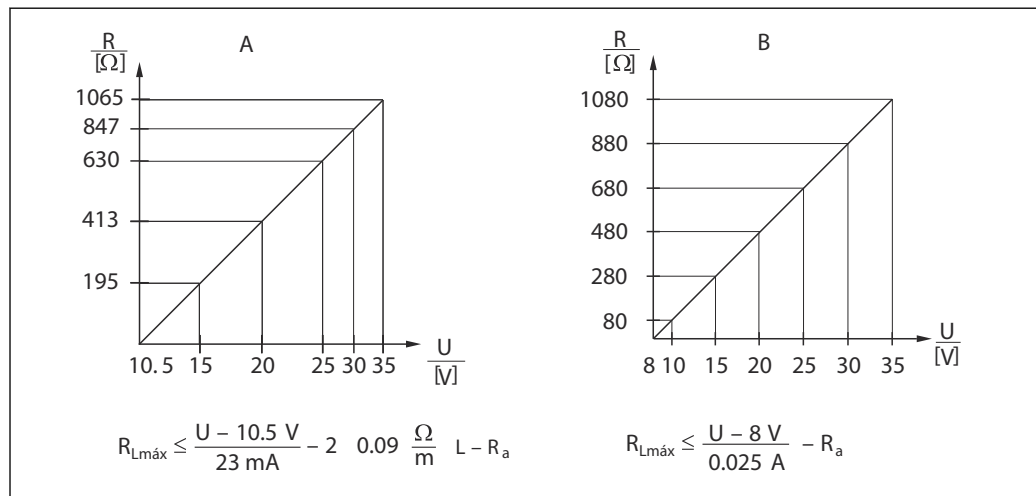 A
R
[Ω]
1065
847
630
413
195
10. 5 15 20 25 30 35
U
[V]
R_Lmáx ≤ (U – 10.5 V) / (23 mA) – 2 0.09 Ω/m L – R_a
B
R
[Ω]
1080
880
680
480
280
80
8 10 15 20 25 30 35
U
[V]
R_Lmáx ≤ (U – 8 V) / (0.025 A) – R_a